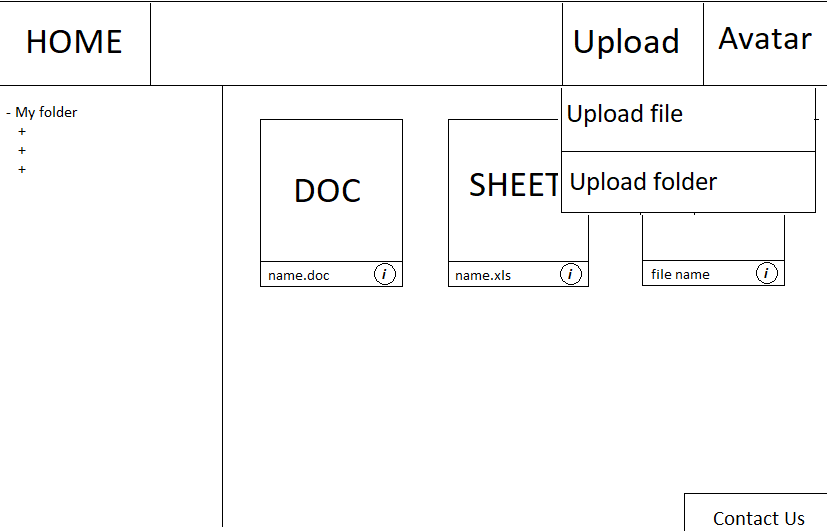 HOME
Upload
Avatar
Upload file
Upload folder
- My folder
+
+
+
DOC
SHEET
name.doc
i
name.xls
i
file name
i
Contact Us